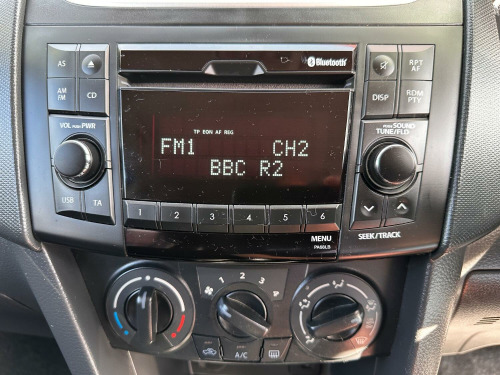 Bluetooth
AS
RPT
AF
AM
FM
CD
DISP
RDM
PTY
TP EON AF REG
VOL PUSH PWR
PUSH SOUND
TUNE/FLD
FM1 CH2
BBC R2
USB
TA
1 2 3 4 5 6
MENU
PA66LB
SEEK/TRACK
1 2 3
P
A/C